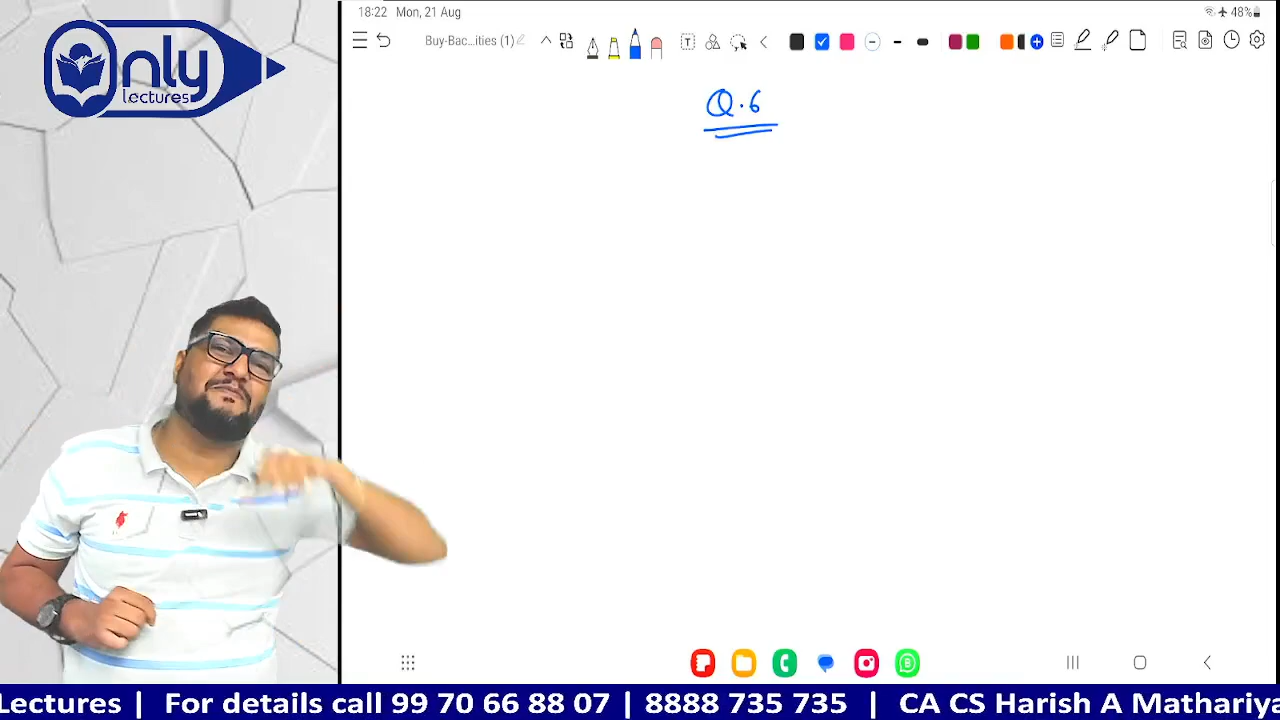 18:22 Mon, 21 Aug
48%
Only
lectures
Buy-Bac...ities (1)
T
Q.6
B
Lectures | For details call 99 70 66 88 07 | 8888 735 735 | CA CS Harish A Mathariya